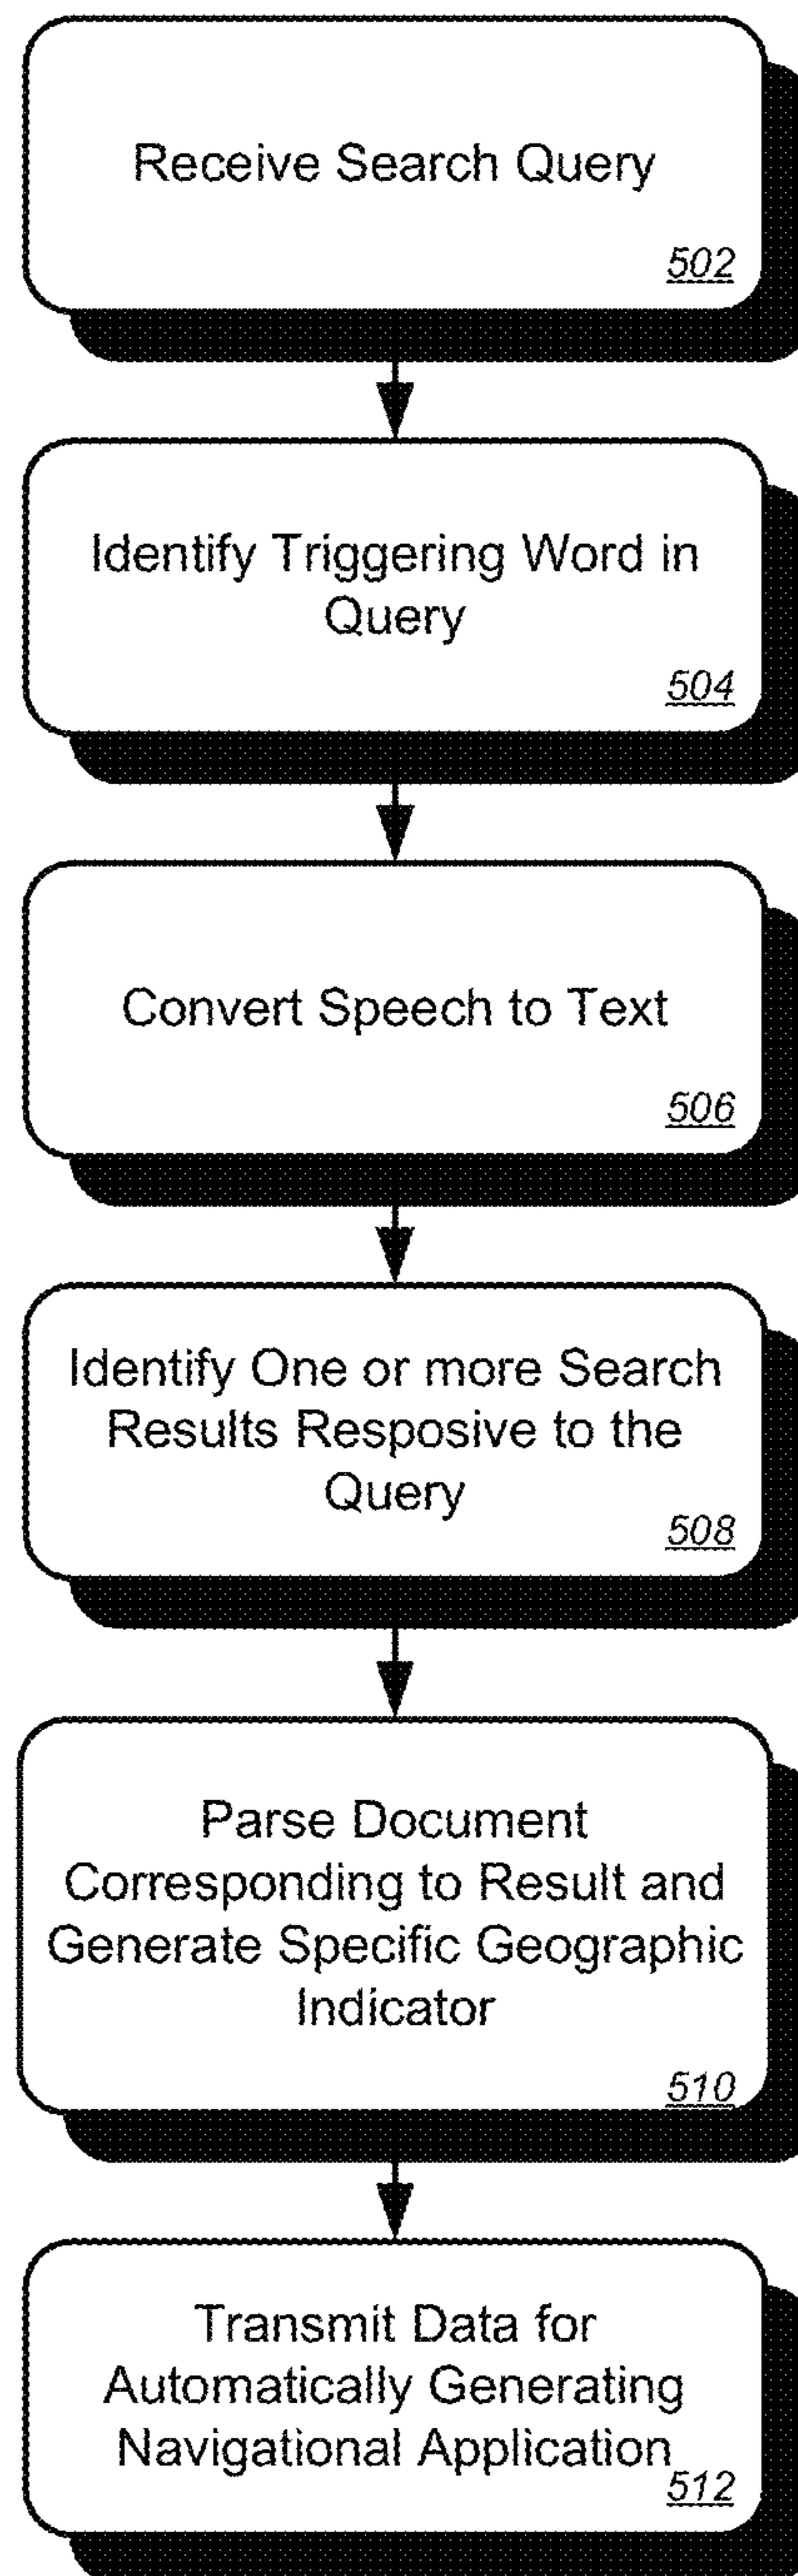 Receive Search Query
502
Identify Triggering Word in
Query
504
Convert Speech to Text
506
Identify One or more Search
Results Resposive to the
Query
508
Parse Document
Corresponding to Result and
Generate Specific Geographic
Indicator
510
Transmit Data for
Automatically Generating
Navigational Application
512